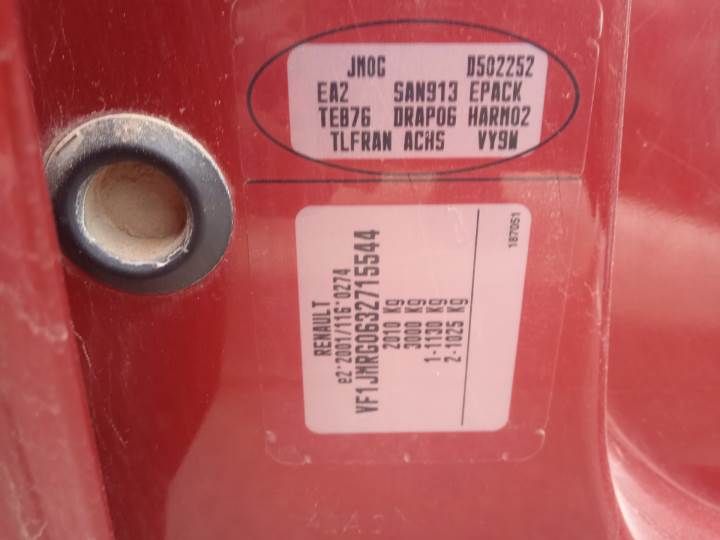 JM0G D502252
EA2 SAN913 EPACK
TEB76 DRAP06 HARM02
TLFRAN ACHS VY9W
RENAULT
e2*2001/116*0274
VF1JMRG0632715544
2010 Kg
3000 Kg
1-1130 Kg
2-1025 Kg
187051